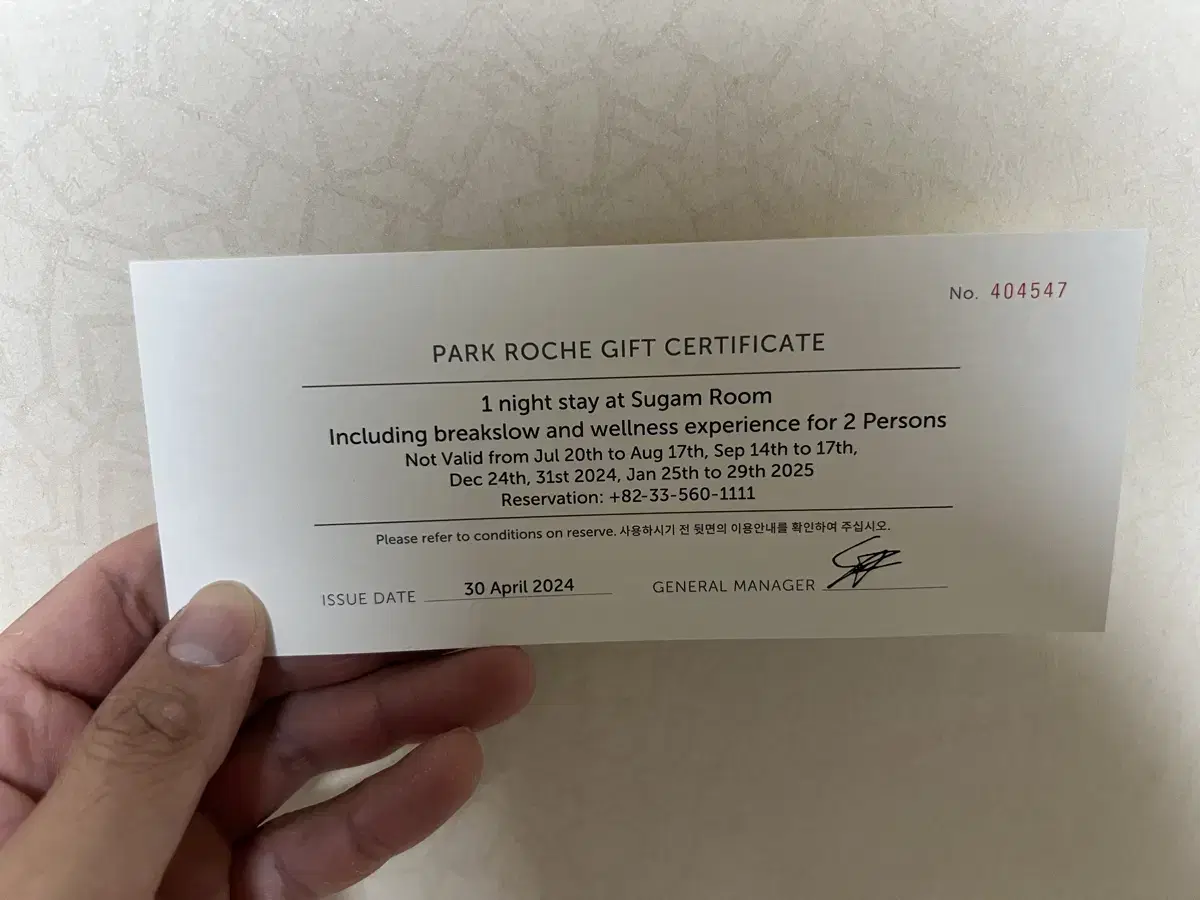 No. 404547
PARK ROCHE GIFT CERTIFICATE
1 night stay at Sugam Room
Including breakslow and wellness experience for 2 Persons
Not Valid from Jul 20th to Aug 17th, Sep 14th to 17th,
Dec 24th, 31st 2024, Jan 25th to 29th 2025
Reservation: +82-33-560-1111
Please refer to conditions on reserve. 사용하시기 전 뒷면의 이용안내를 확인하여 주십시오.
ISSUE DATE 30 April 2024 GENERAL MANAGER